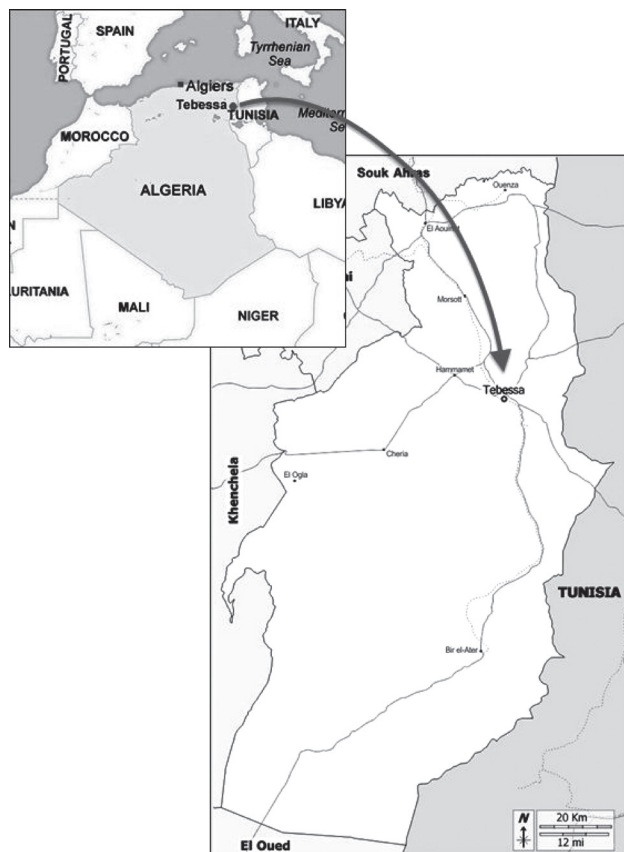 PORTUGAL
SPAIN
ITALY
Tyrrhenian
Sea
Algiers
Tebessa
TUNISIA
MOROCCO
ALGERIA
LIBYA
MALI
NIGER
Souk Ahras
Ouenza
El Aouinet
Morsott
Hammamet
Tebessa
Cheria
El Ogla
Khenchela
TUNISIA
Bir el-Ater
El Oued
N
20 Km
12 mi